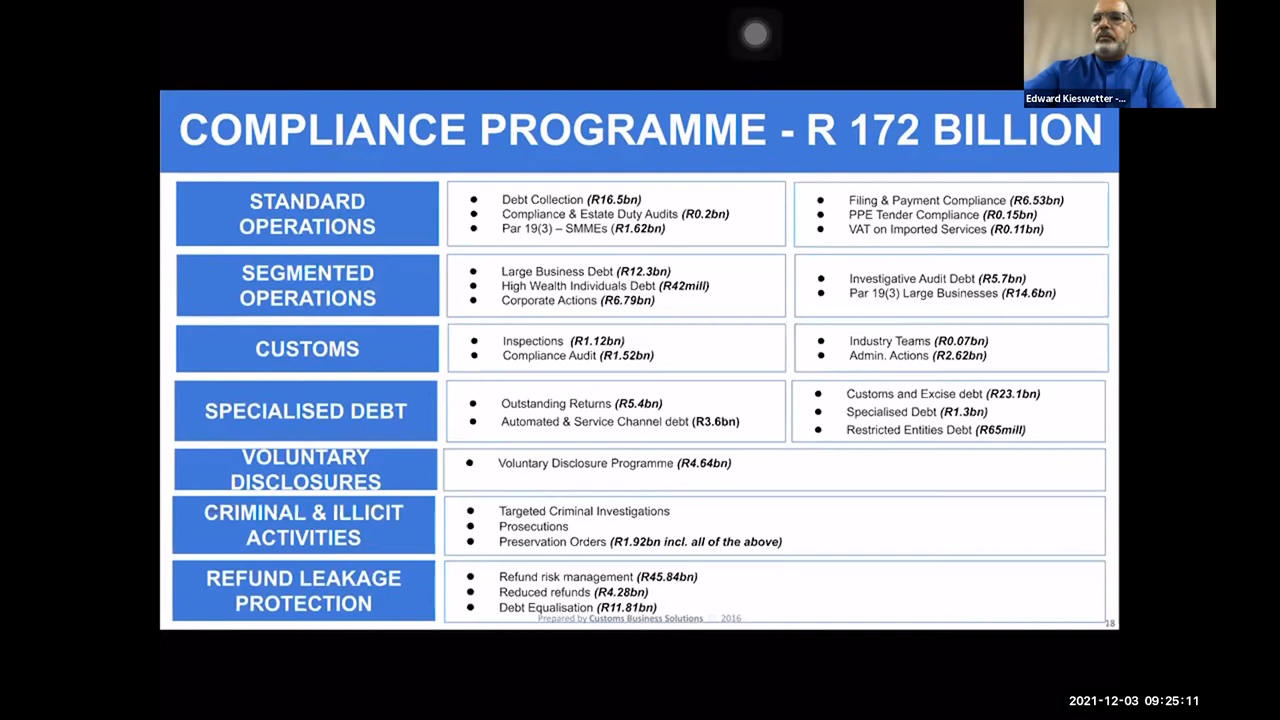 Edward Kieswetter -...
COMPLIANCE PROGRAMME - R 172 BILLION
STANDARD
OPERATIONS
● Debt Collection (R16.5bn)
● Compliance & Estate Duty Audits (R0.2bn)
● Par 19(3) – SMMEs (R1.62bn)
● Filing & Payment Compliance (R6.53bn)
● PPE Tender Compliance (R0.15bn)
● VAT on Imported Services (R0.11bn)
SEGMENTED
OPERATIONS
● Large Business Debt (R12.3bn)
● High Wealth Individuals Debt (R42mill)
● Corporate Actions (R6.79bn)
● Investigative Audit Debt (R5.7bn)
● Par 19(3) Large Businesses (R14.6bn)
CUSTOMS
● Inspections (R1.12bn)
● Compliance Audit (R1.52bn)
● Industry Teams (R0.07bn)
● Admin. Actions (R2.62bn)
SPECIALISED DEBT
● Outstanding Returns (R5.4bn)
● Automated & Service Channel debt (R3.6bn)
● Customs and Excise debt (R23.1bn)
● Specialised Debt (R1.3bn)
● Restricted Entities Debt (R65mill)
VOLUNTARY
DISCLOSURES
● Voluntary Disclosure Programme (R4.64bn)
CRIMINAL & ILLICIT
ACTIVITIES
● Targeted Criminal Investigations
● Prosecutions
● Preservation Orders (R1.92bn incl. all of the above)
REFUND LEAKAGE
PROTECTION
● Refund risk management (R45.84bn)
● Reduced refunds (R4.28bn)
● Debt Equalisation (R11.81bn)
Prepared by Customs Business Solutions 2016
18
2021-12-03 09:25:11